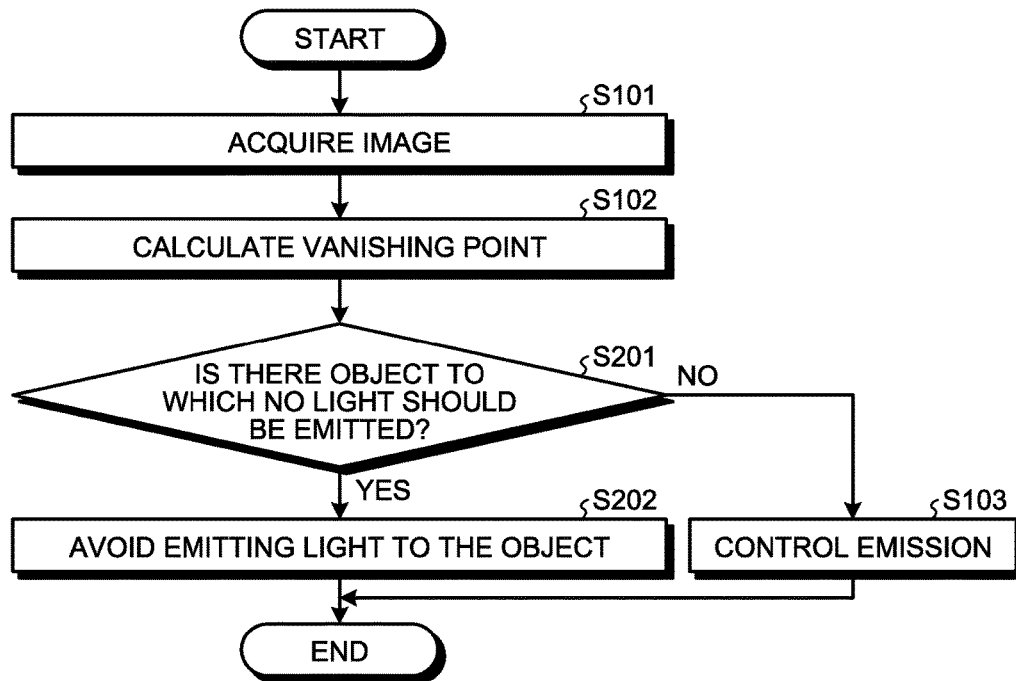 START
S101
ACQUIRE IMAGE
S102
CALCULATE VANISHING POINT
S201
IS THERE OBJECT TO
WHICH NO LIGHT SHOULD
BE EMITTED?
NO
YES
S202
AVOID EMITTING LIGHT TO THE OBJECT
S103
CONTROL EMISSION
END